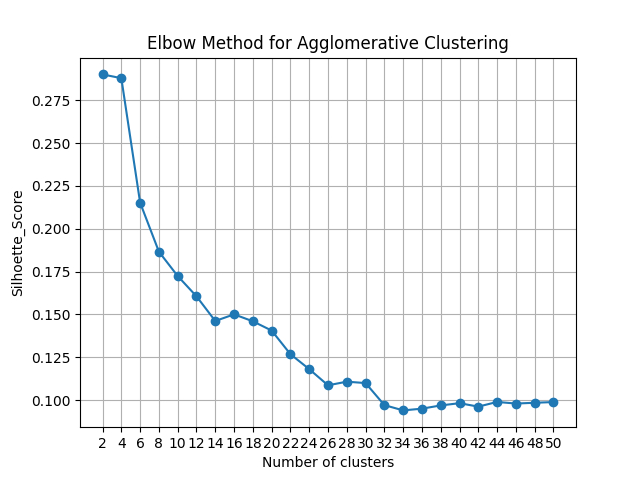 Elbow Method for Agglomerative Clustering
0.275
0.250
0.225
0.200
0.175
0.150
0.125
0.100
Silhoette_Score
2 4 6 8 10 12 14 16 18 20 22 24 26 28 30 32 34 36 38 40 42 44 46 48 50
Number of clusters